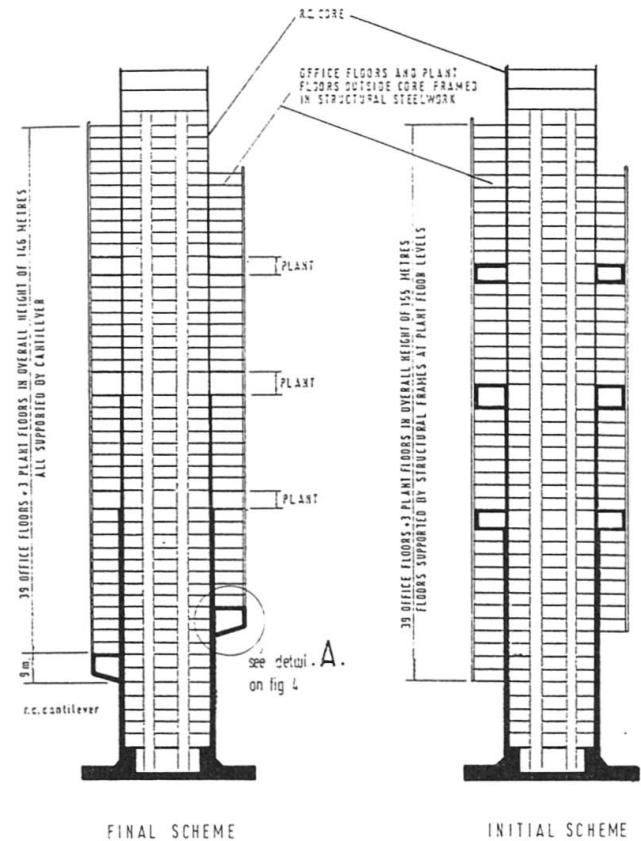 R.C. CORE
OFFICE FLOORS AND PLANT
FLOORS OUTSIDE CORE FRAMED
IN STRUCTURAL STEELWORK
39 OFFICE FLOORS + 3 PLANT FLOORS IN OVERALL HEIGHT OF 146 METRES
ALL SUPPORTED BY CANTILLEVER
PLANT
PLANT
PLANT
9m
r.c.cantilever
see detail A.
on fig 4
39 OFFICE FLOORS + 3 PLANT FLOORS IN OVERALL HEIGHT OF 155 METRES
FLOORS SUPPORTED BY STRUCTURAL FRAMES AT PLANT FLOOR LEVELS
FINAL SCHEME
INITIAL SCHEME